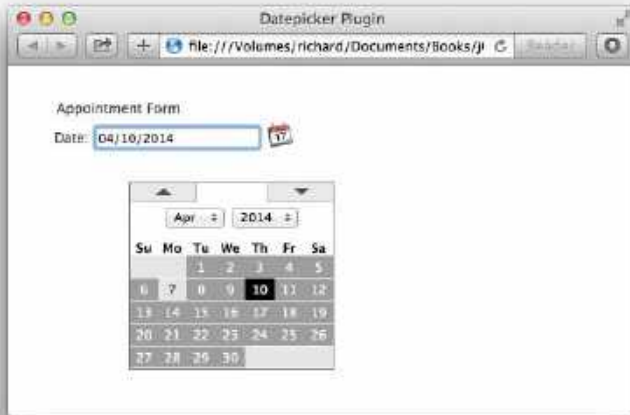 Datepicker Plugin
file:///Volumes/richard/Documents/Books/j
Reader
Appointment Form
Date: 04/10/2014
17
Apr 2014
Su Mo Tu We Th Fr Sa
1 2 3 4 5
6 7 8 9 10 11 12
13 14 15 16 17 18 19
20 21 22 23 24 25 26
27 28 29 30